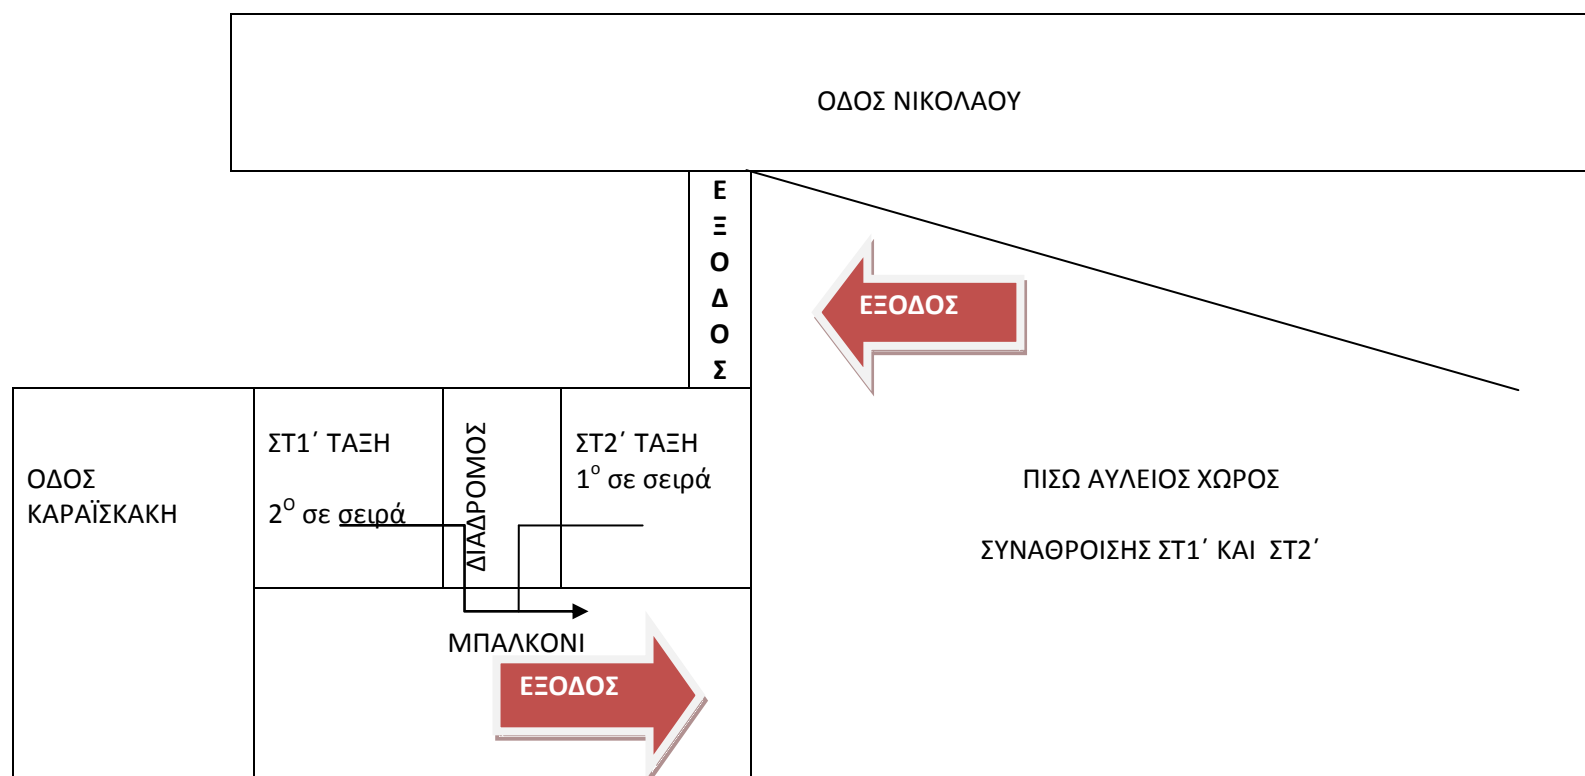 ΟΔΟΣ ΝΙΚΟΛΑΟΥ
ΕΞΟΔΟΣ
ΕΞΟΔΟΣ
ΟΔΟΣ
ΚΑΡΑΪΣΚΑΚΗ
ΣΤ1΄ ΤΑΞΗ
2Ο σε σειρά
ΔΙΑΔΡΟΜΟΣ
ΣΤ2΄ ΤΑΞΗ
1ο σε σειρά
ΠΙΣΩ ΑΥΛΕΙΟΣ ΧΩΡΟΣ
ΣΥΝΑΘΡΟΙΣΗΣ ΣΤ1΄ ΚΑΙ ΣΤ2΄
ΜΠΑΛΚΟΝΙ
ΕΞΟΔΟΣ